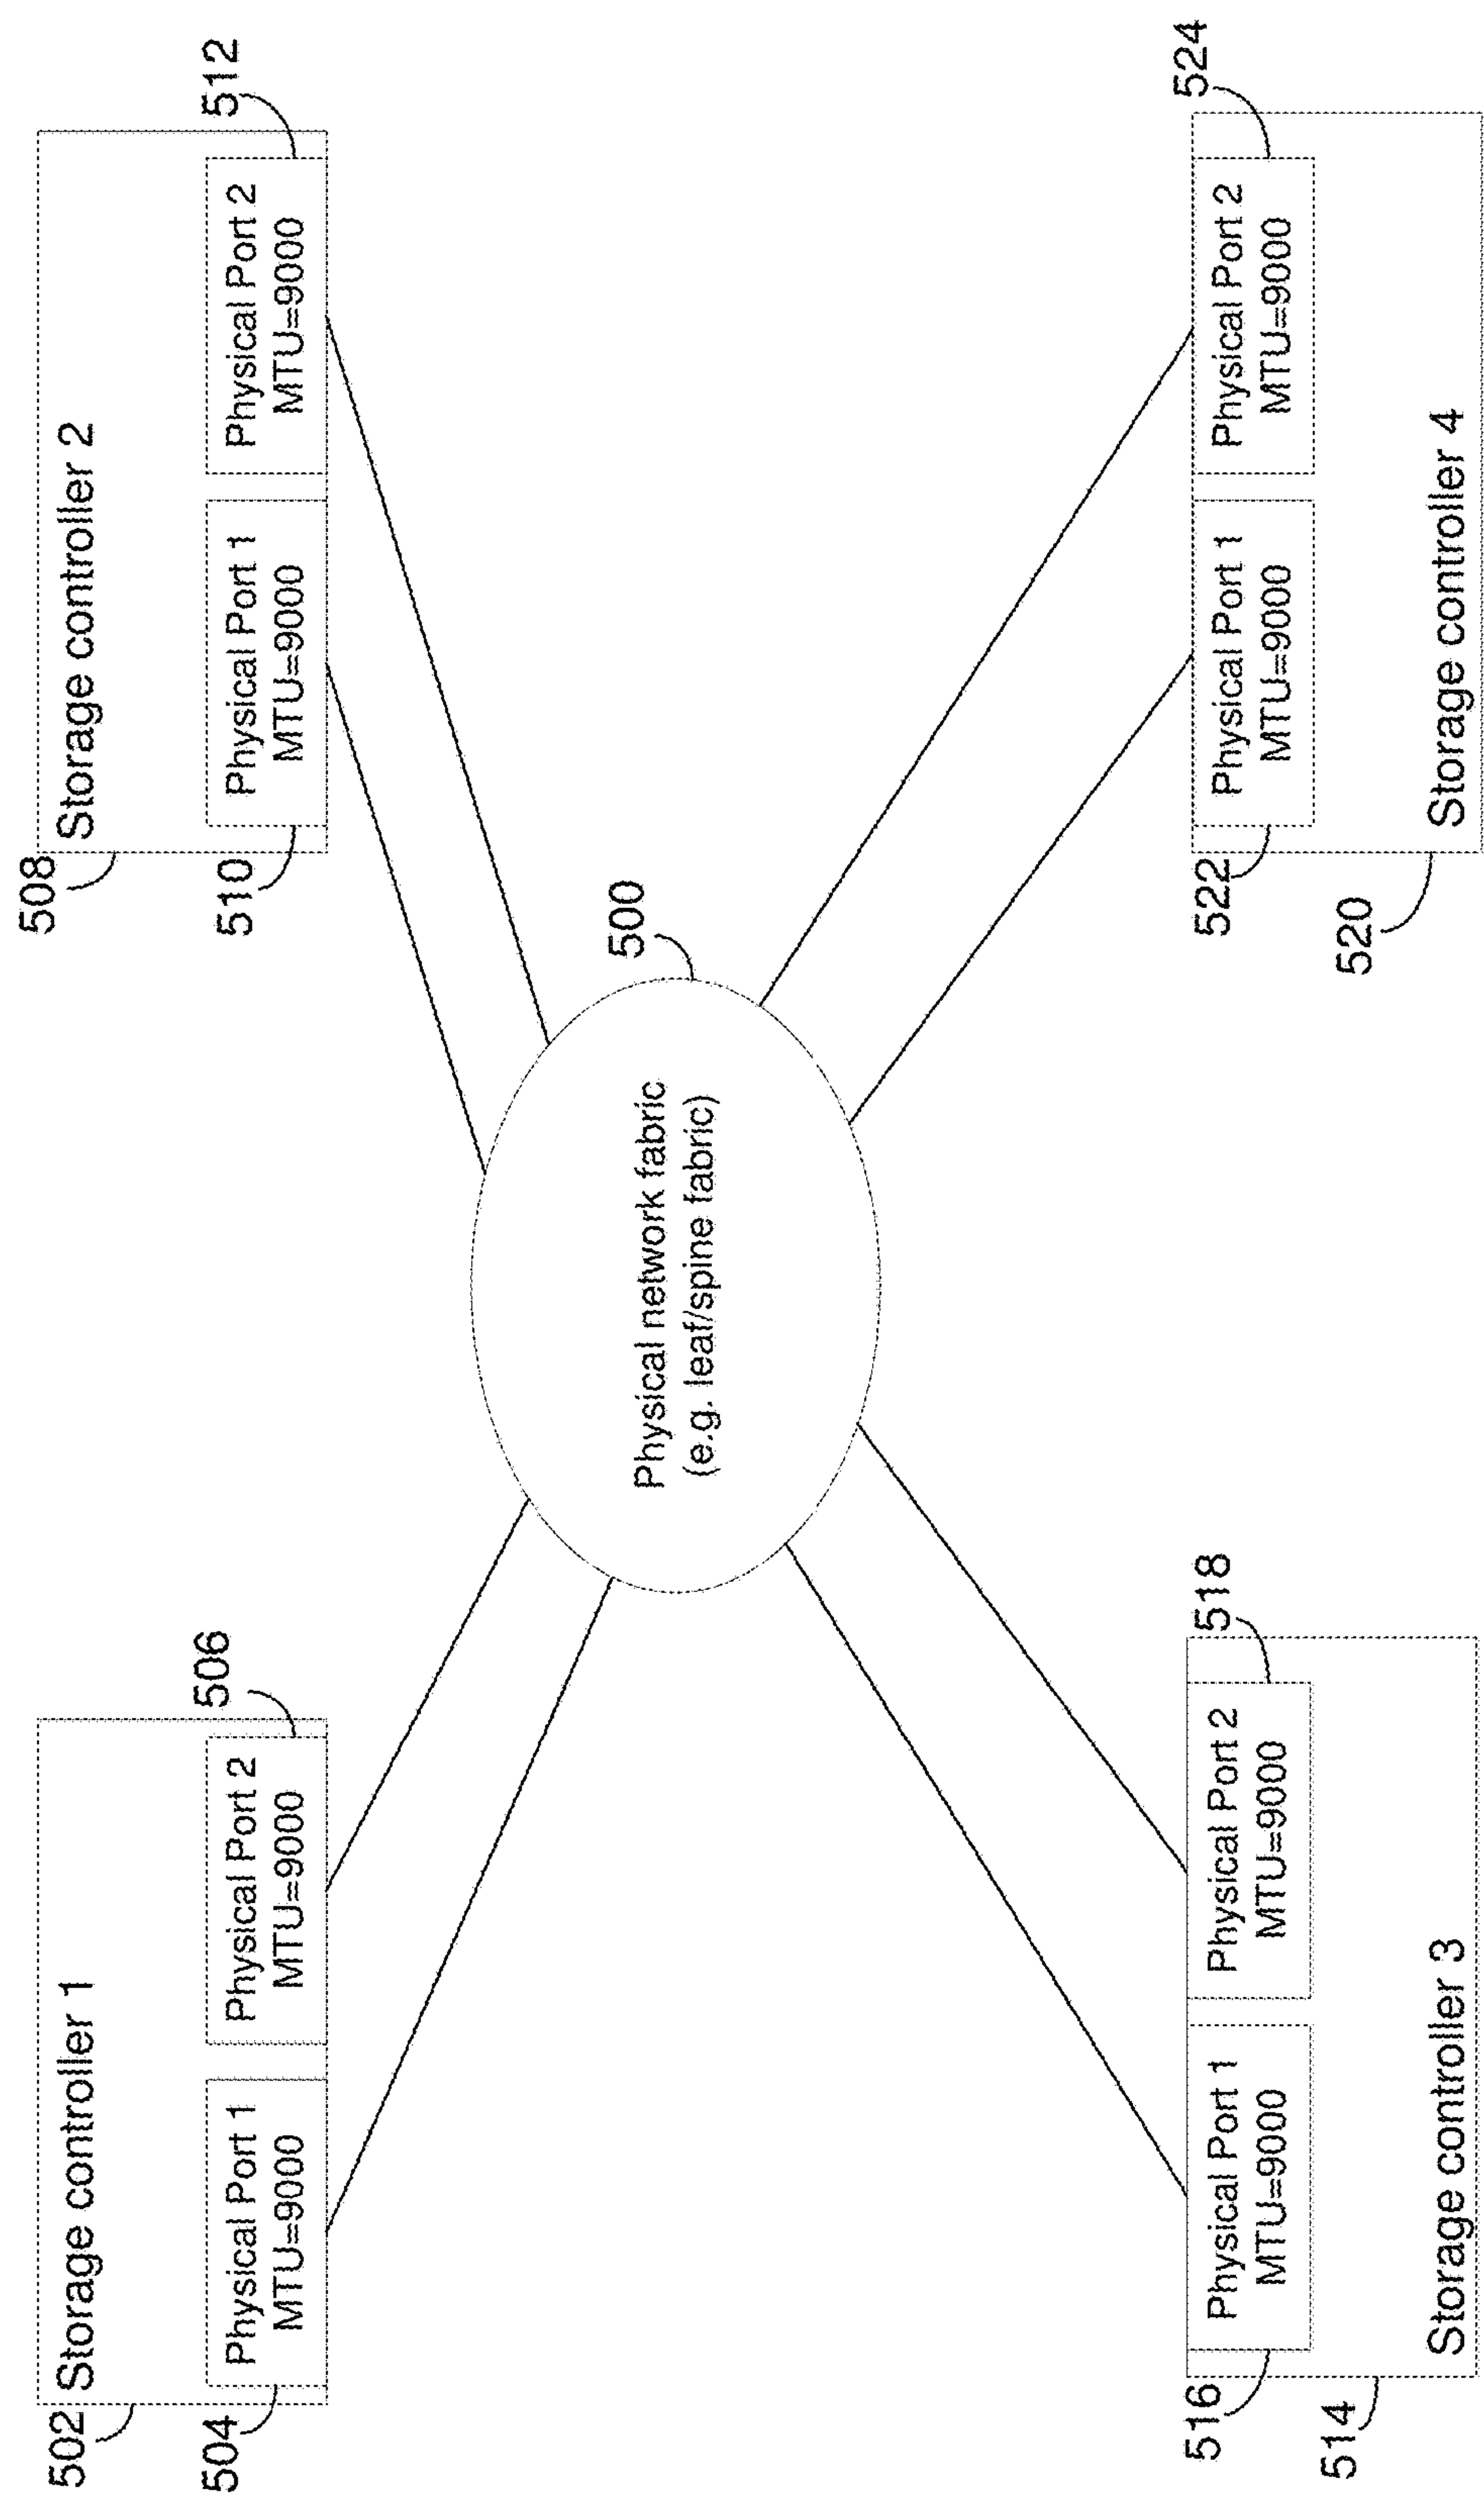 502
Storage controller 1
504
Physical Port 1
MTU=9000
Physical Port 2
MTU=9000
506
508
Storage controller 2
510
Physical Port 1
MTU=9000
Physical Port 2
MTU=9000
512
500
Physical network fabric
(e.g. leaf/spine fabric)
516
Physical Port 1
MTU=9000
Physical Port 2
MTU=9000
518
514
Storage controller 3
522
Physical Port 1
MTU=9000
Physical Port 2
MTU=9000
524
520
Storage controller 4